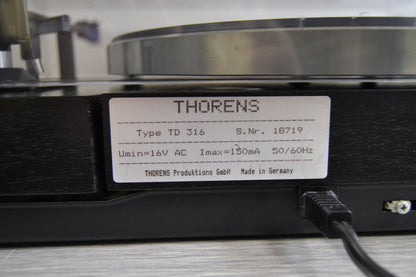 THORENS
Type TD 316 S.Nr. 18719
Umin=16V AC Imax=150mA 50/60Hz
THORENS Produktions GmbH Made in Germany